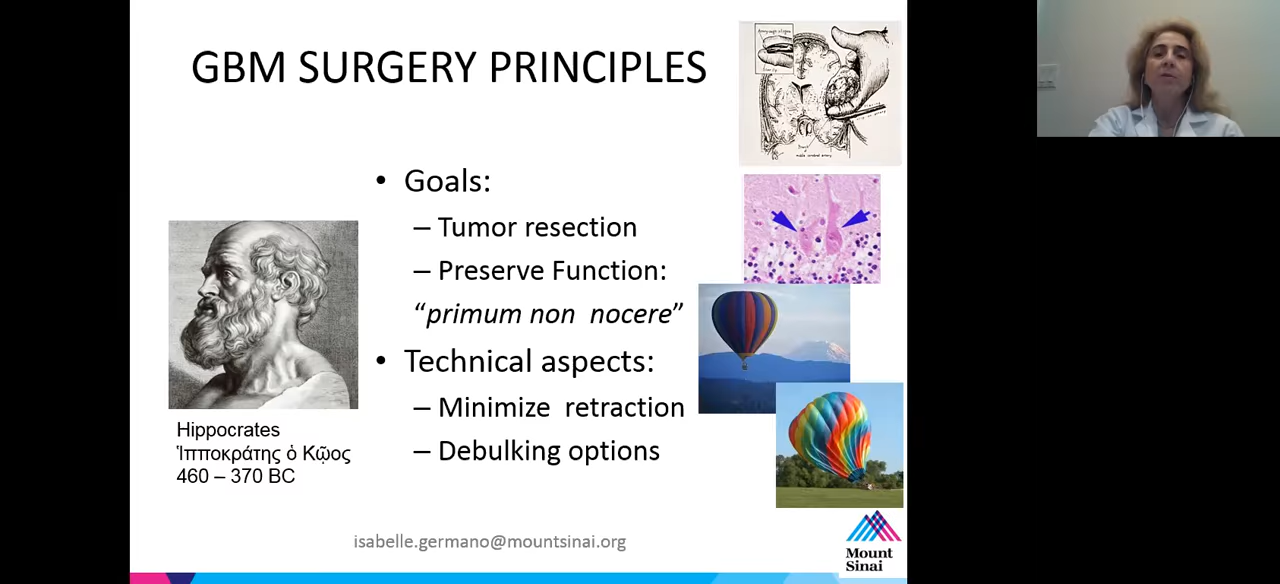 GBM SURGERY PRINCIPLES
• Goals:
– Tumor resection
– Preserve Function:
“primum non nocere”
• Technical aspects:
– Minimize retraction
– Debulking options
Hippocrates
Ἱπποκράτης ὁ Κῷος
460 – 370 BC
isabelle.germano@mountsinai.org
Mount
Sinai